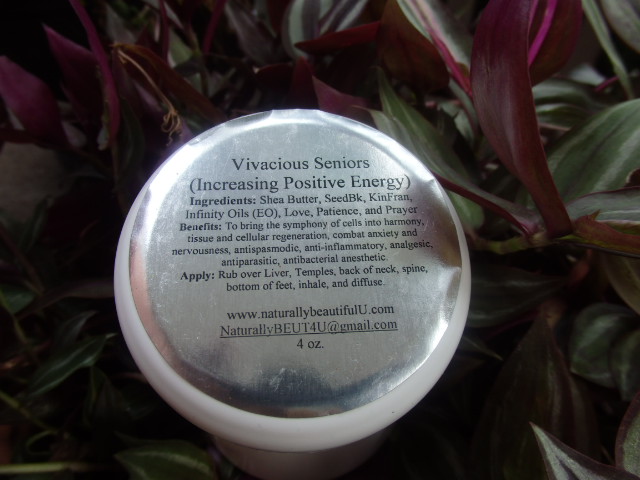 Vivacious Seniors
(Increasing Positive Energy)
Ingredients: Shea Butter, SeedBk, KinFran,
Infinity Oils (EO), Love, Patience, and Prayer
Benefits: To bring the symphony of cells into harmony,
tissue and cellular regeneration, combat anxiety and
nervousness, antispasmodic, anti-inflammatory, analgesic,
antiparasitic, antibacterial anesthetic.
Apply: Rub over Liver, Temples, back of neck, spine,
bottom of feet, inhale, and diffuse.
www.naturallybeautifulU.com
NaturallyBEUT4U@gmail.com
4 oz.